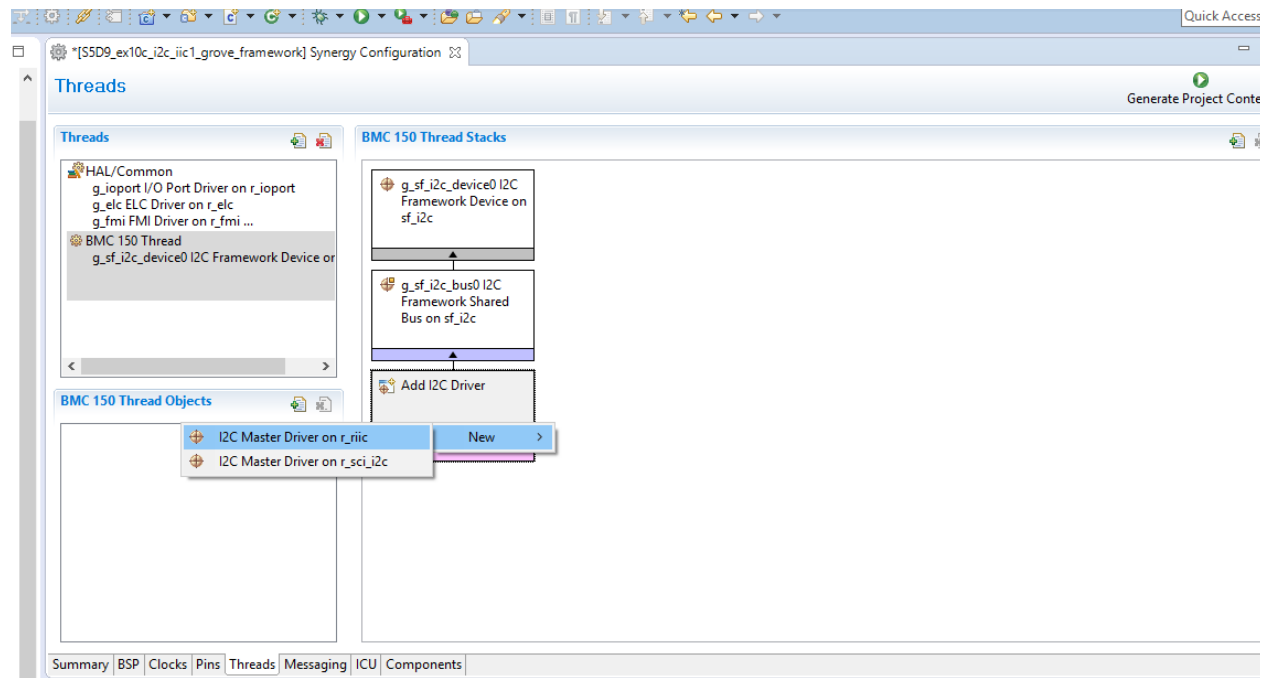 Quick Access
*[S5D9_ex10c_i2c_iic1_grove_framework] Synergy Configuration
Threads
Generate Project Conte
Threads
BMC 150 Thread Stacks
HAL/Common
g_ioport I/O Port Driver on r_ioport
g_elc ELC Driver on r_elc
g_fmi FMI Driver on r_fmi ...
BMC 150 Thread
g_sf_i2c_device0 I2C Framework Device or
g_sf_i2c_device0 I2C
Framework Device on
sf_i2c
g_sf_i2c_bus0 I2C
Framework Shared
Bus on sf_i2c
Add I2C Driver
BMC 150 Thread Objects
I2C Master Driver on r_riic
New
I2C Master Driver on r_sci_i2c
Summary BSP Clocks Pins Threads Messaging ICU Components